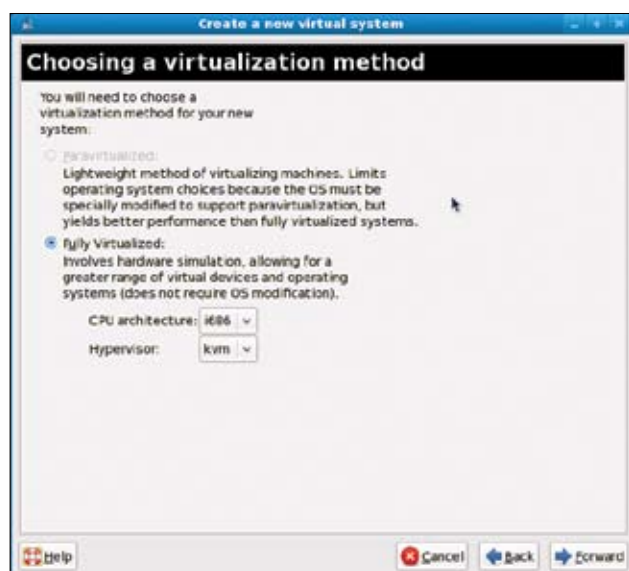 Create a new virtual system
Choosing a virtualization method
You will need to choose a
virtualization method for your new
system:
Paravirtualized:
Lightweight method of virtualizing machines. Limits
operating system choices because the OS must be
specially modified to support paravirtualization, but
yields better performance than fully virtualized systems.
Fully Virtualized:
Involves hardware simulation, allowing for a
greater range of virtual devices and operating
systems (does not require OS modification).
CPU architecture: i686
Hypervisor: kvm
Help Cancel Back Forward